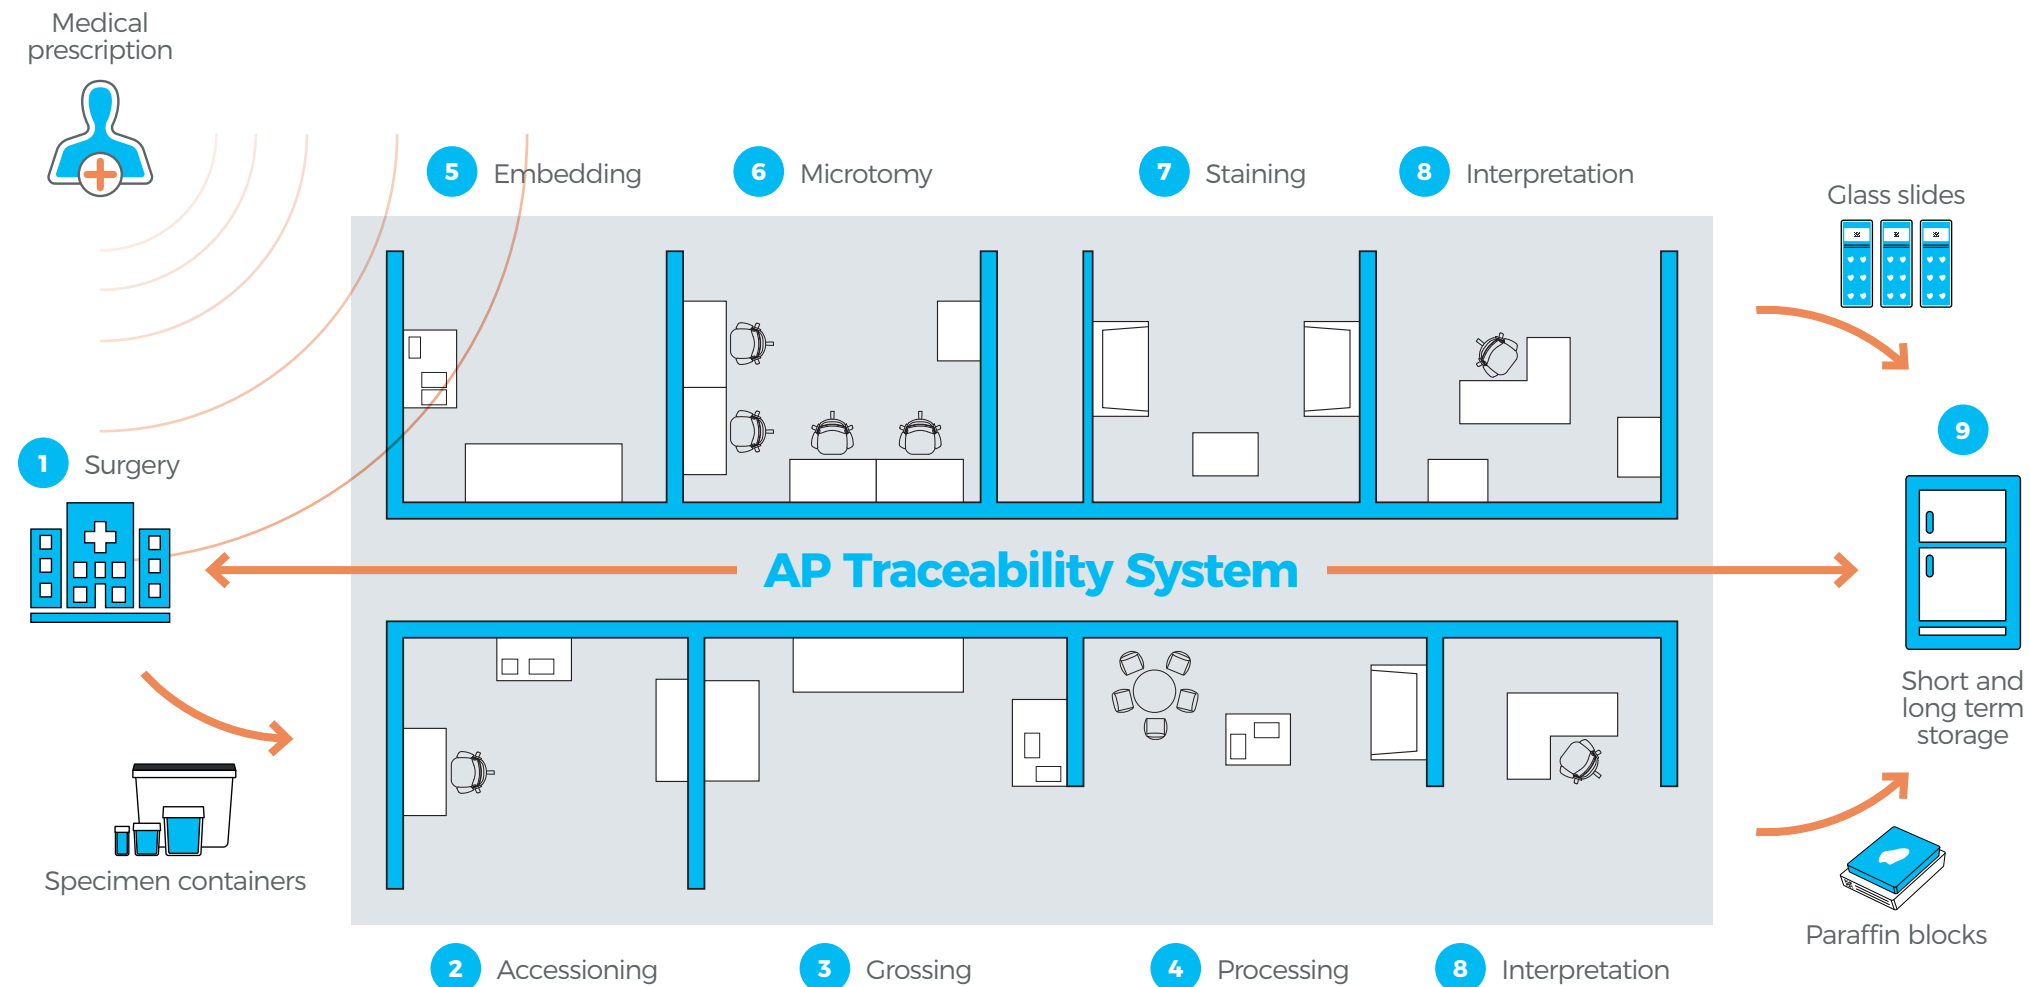 Medical
prescription
5 Embedding
6 Microtomy
7 Staining
8 Interpretation
Glass slides
1 Surgery
9
AP Traceability System
Short and
long term
storage
Specimen containers
Paraffin blocks
2 Accessioning
3 Grossing
4 Processing
8 Interpretation